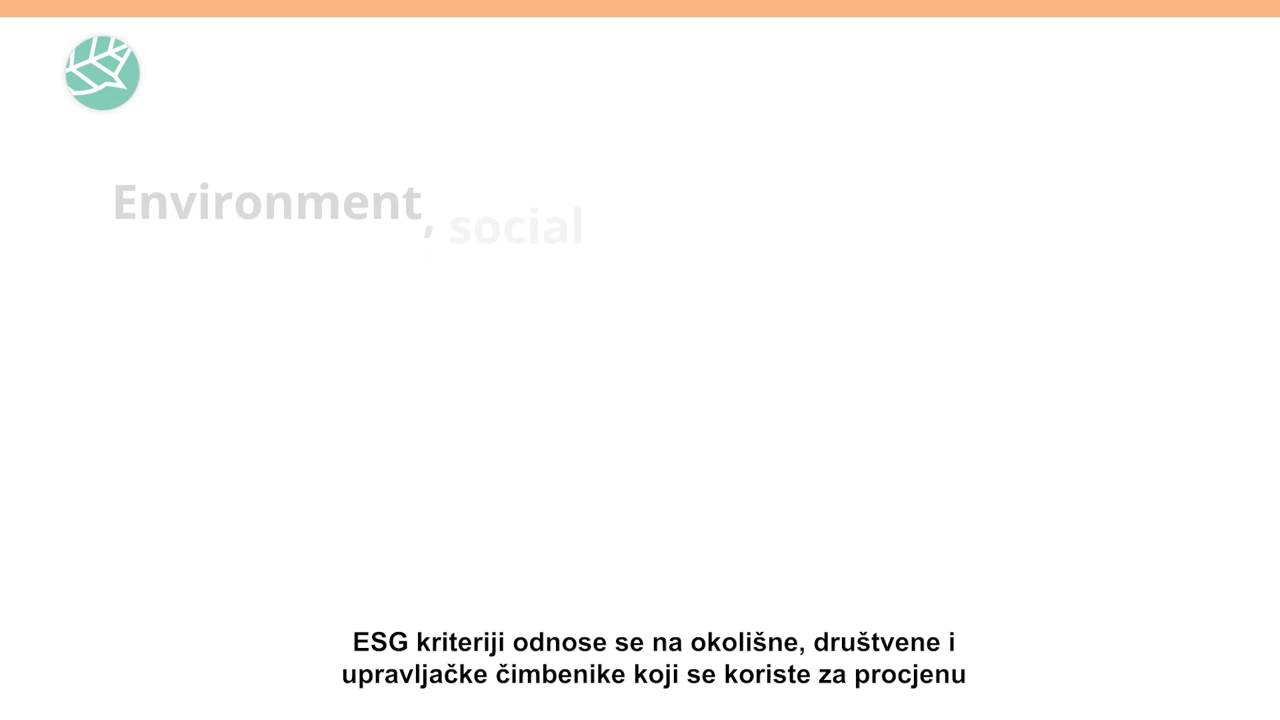 Environment, social
ESG kriteriji odnose se na okolišne, društvene i
upravljačke čimbenike koji se koriste za procjenu